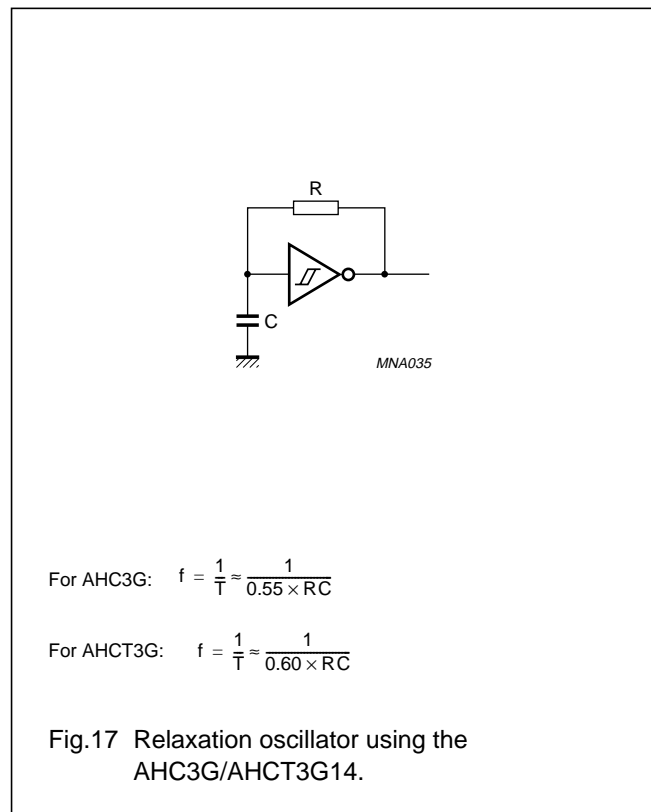 R
C
MNA035
For AHC3G: f = 1/T ≈ 1/(0.55 × RC)
For AHCT3G: f = 1/T ≈ 1/(0.60 × RC)
Fig.17 Relaxation oscillator using the
AHC3G/AHCT3G14.